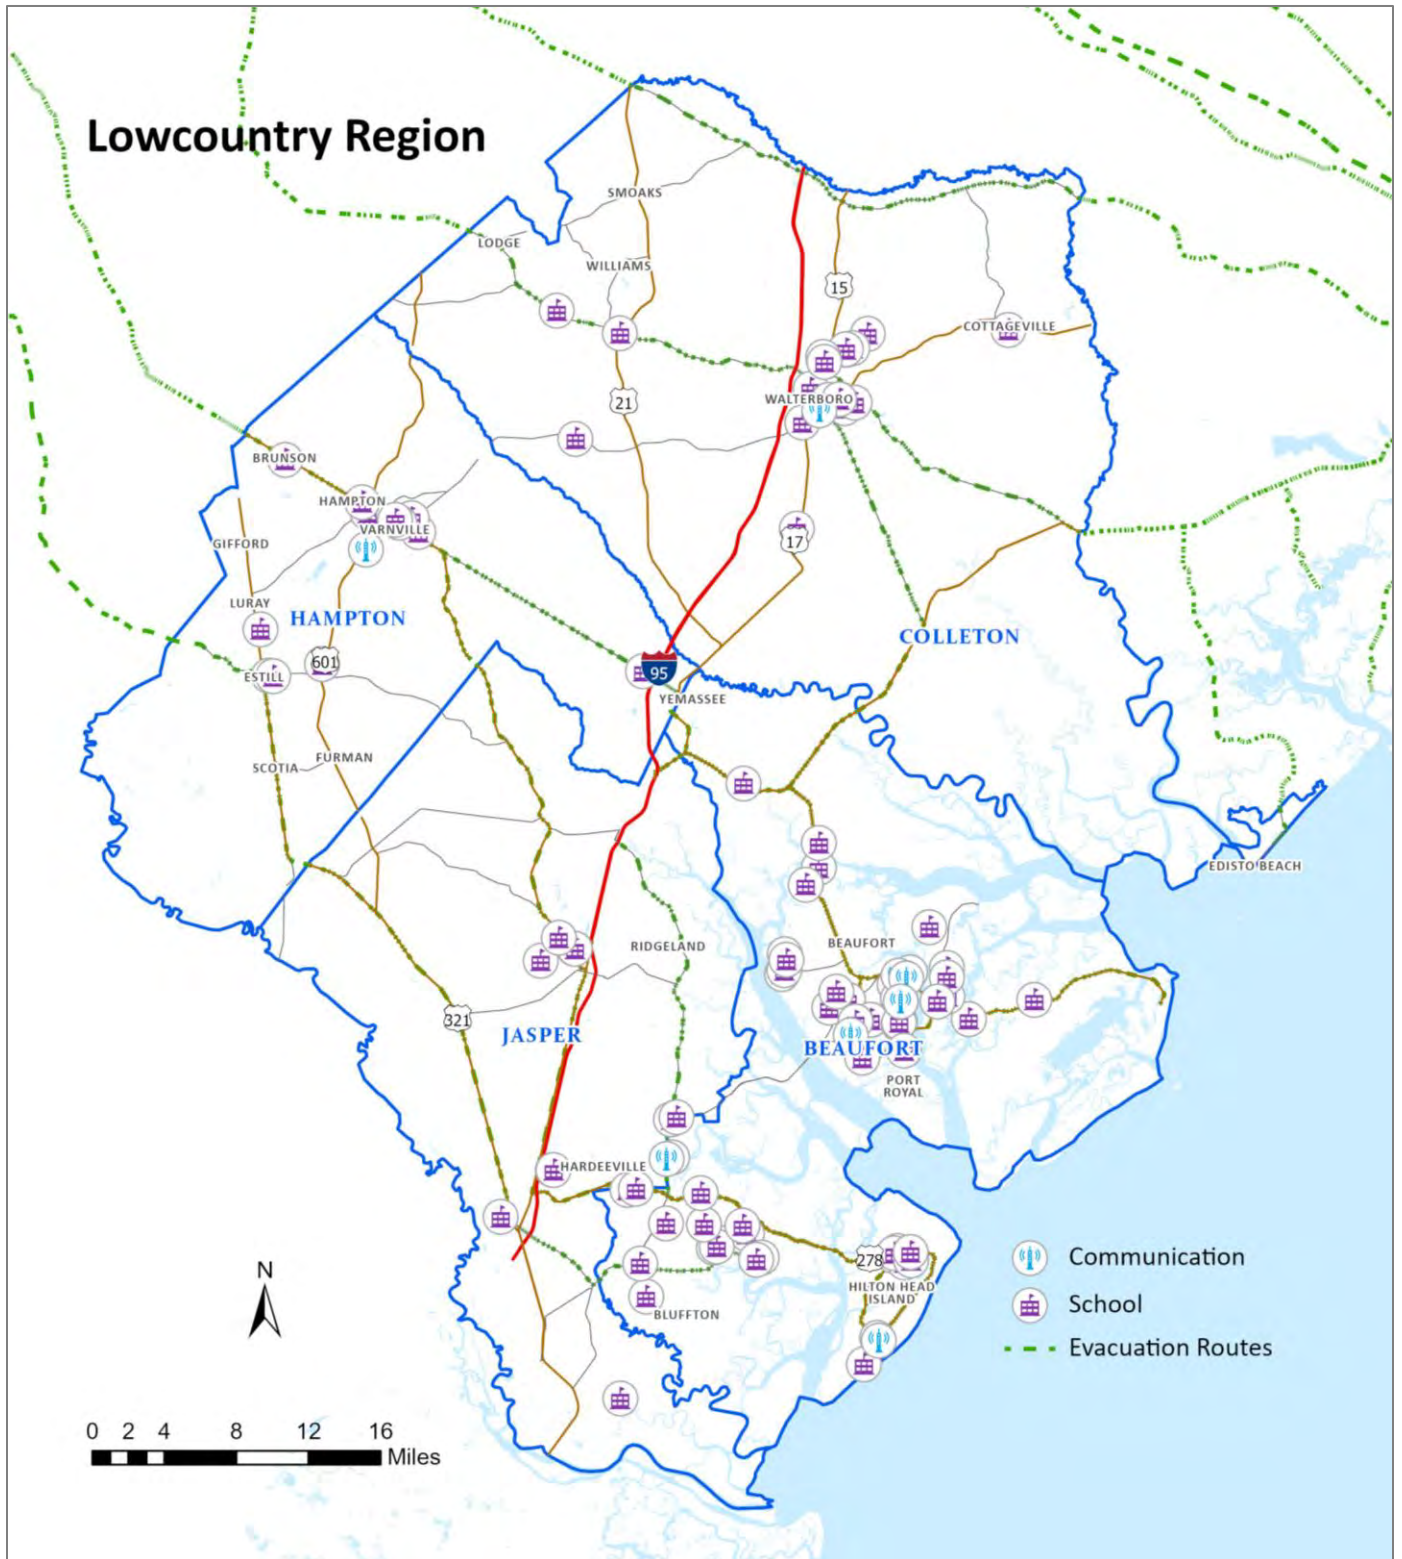 Lowcountry Region
SMOAKS
LODGE
WILLIAMS
15
COTTAGEVILLE
21
WALTERBORO
BRUNSON
HAMPTON
VARNVILLE
17
GIFFORD
LURAY
HAMPTON
COLLETON
601
95
ESTILL
YEMASSEE
SCOTIA
FURMAN
EDISTO BEACH
RIDGELAND
BEAUFORT
321
JASPER
BEAUFORT
PORT
ROYAL
HARDEEVILLE
278
HILTON HEAD
ISLAND
BLUFFTON
Communication
School
Evacuation Routes
N
0 2 4 8 12 16
Miles